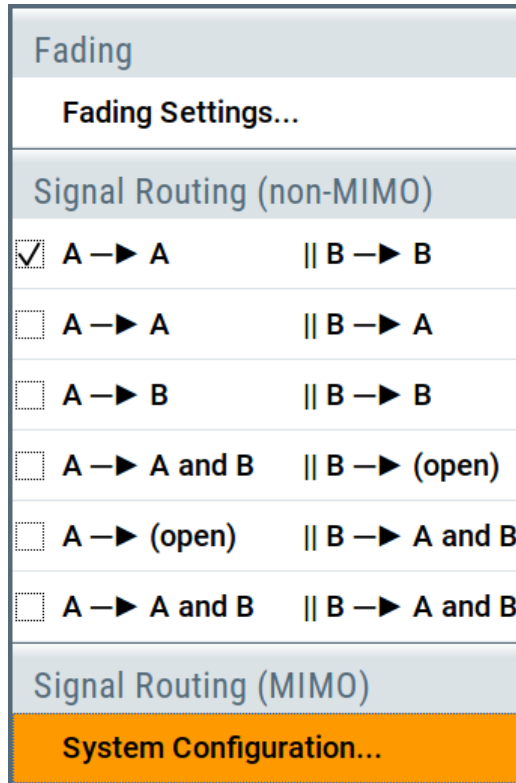 Fading
Fading Settings...
Signal Routing (non-MIMO)
A —▶ A || B —▶ B
A —▶ A || B —▶ A
A —▶ B || B —▶ B
A —▶ A and B || B —▶ (open)
A —▶ (open) || B —▶ A and B
A —▶ A and B || B —▶ A and B
Signal Routing (MIMO)
System Configuration...